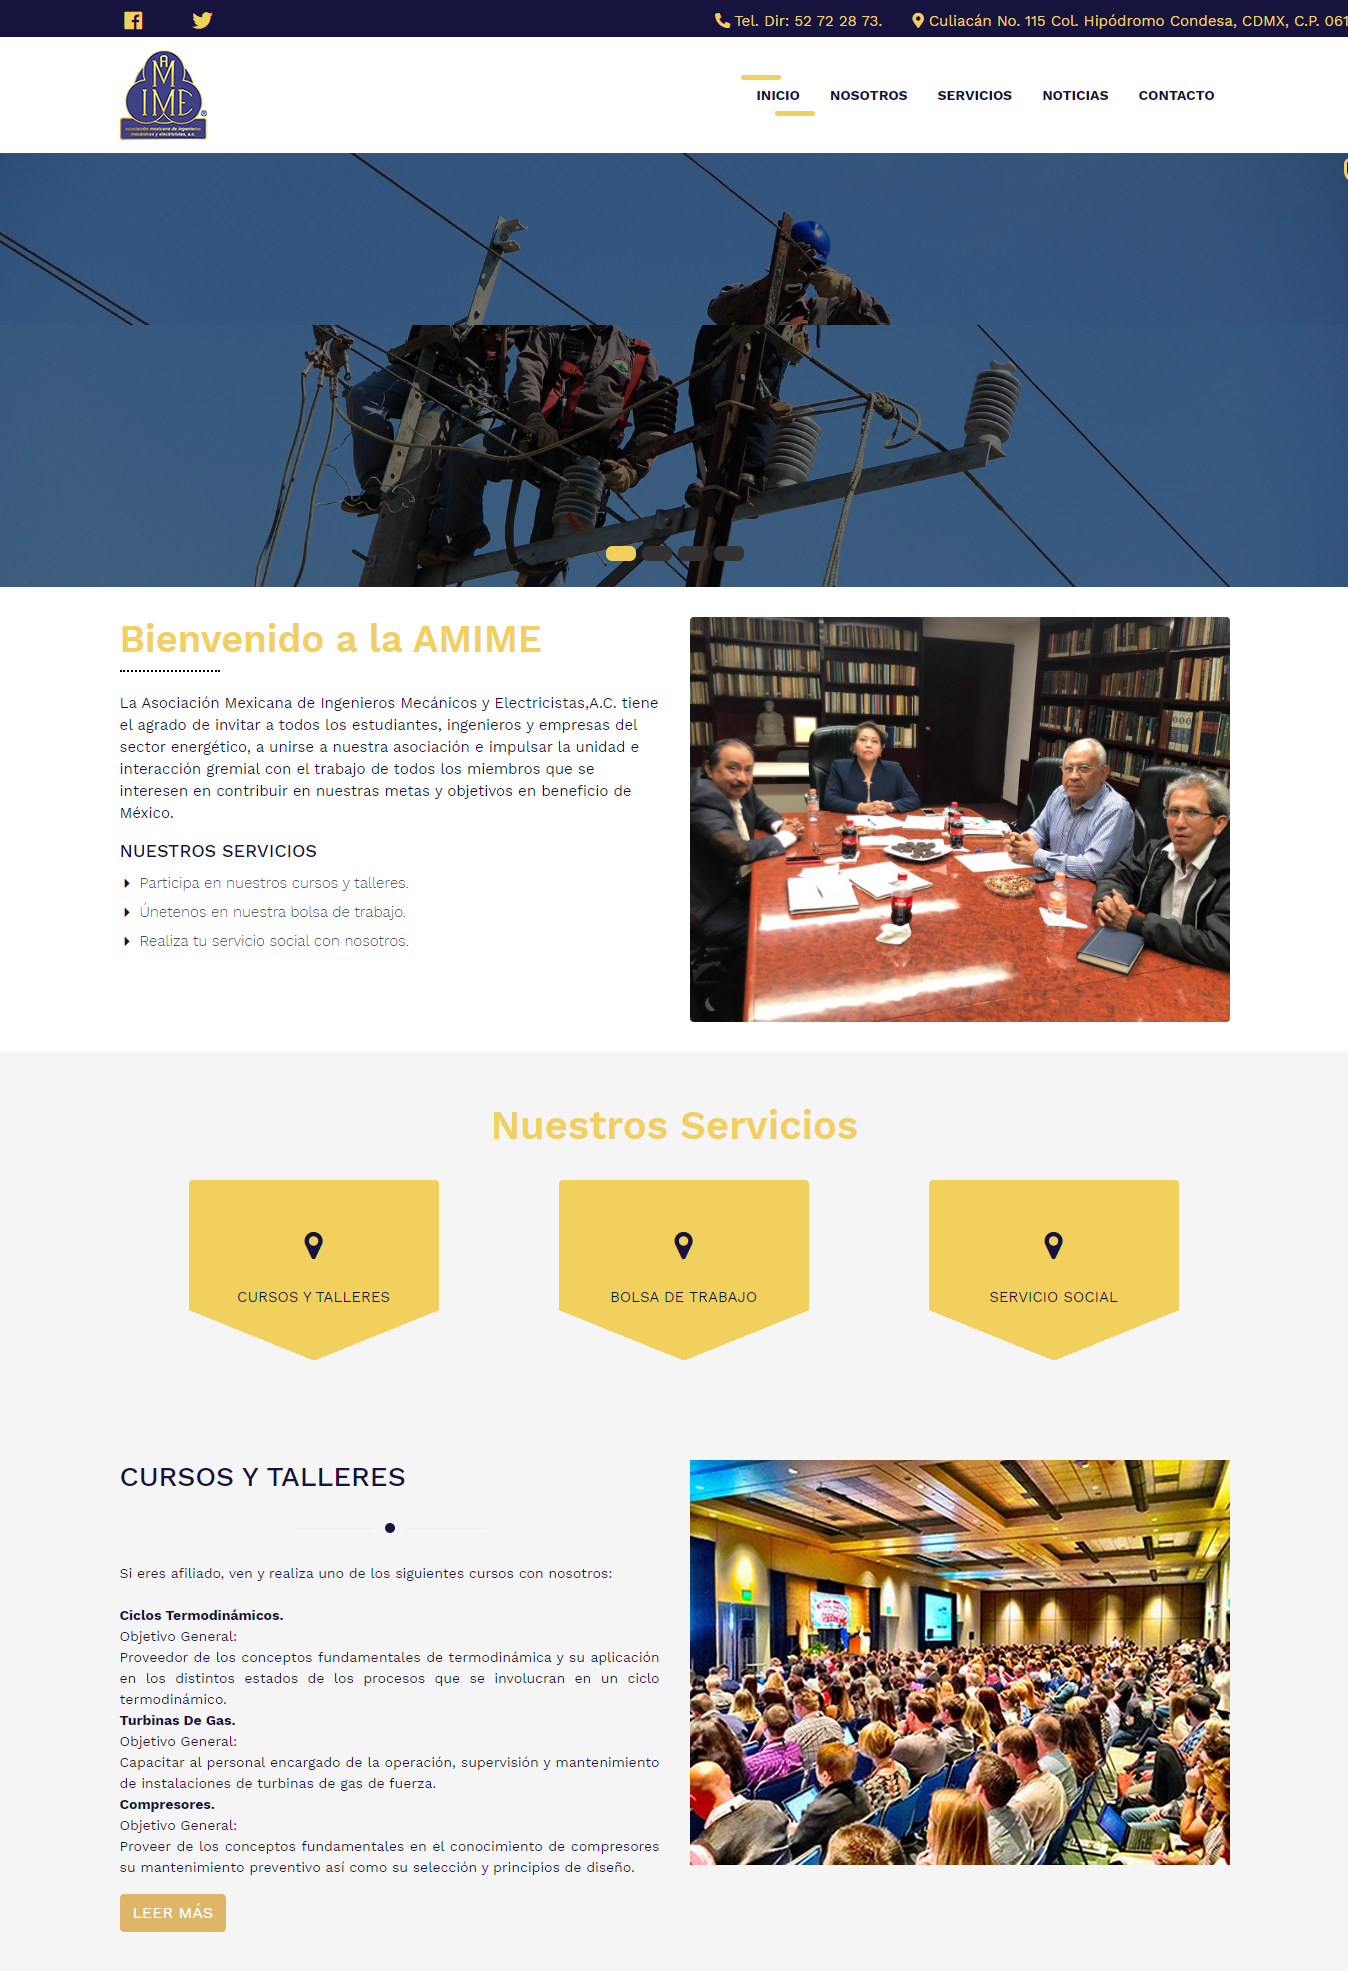 Tel. Dir: 52 72 28 73. Culiacán No. 115 Col. Hipódromo Condesa, CDMX, C.P. 061
A
M
IME
®
asociación mexicana de ingenieros
mecánicos y electricistas, a.c.
INICIO NOSOTROS SERVICIOS NOTICIAS CONTACTO
Bienvenido a la AMIME
La Asociación Mexicana de Ingenieros Mecánicos y Electricistas,A.C. tiene
el agrado de invitar a todos los estudiantes, ingenieros y empresas del
sector energético, a unirse a nuestra asociación e impulsar la unidad e
interacción gremial con el trabajo de todos los miembros que se
interesen en contribuir en nuestras metas y objetivos en beneficio de
México.
NUESTROS SERVICIOS
Participa en nuestros cursos y talleres.
Únetenos en nuestra bolsa de trabajo.
Realiza tu servicio social con nosotros.
Nuestros Servicios
CURSOS Y TALLERES
BOLSA DE TRABAJO
SERVICIO SOCIAL
CURSOS Y TALLERES
Si eres afiliado, ven y realiza uno de los siguientes cursos con nosotros:
Ciclos Termodinámicos.
Objetivo General:
Proveedor de los conceptos fundamentales de termodinámica y su aplicación
en los distintos estados de los procesos que se involucran en un ciclo
termodinámico.
Turbinas De Gas.
Objetivo General:
Capacitar al personal encargado de la operación, supervisión y mantenimiento
de instalaciones de turbinas de gas de fuerza.
Compresores.
Objetivo General:
Proveer de los conceptos fundamentales en el conocimiento de compresores
su mantenimiento preventivo así como su selección y principios de diseño.
LEER MÁS